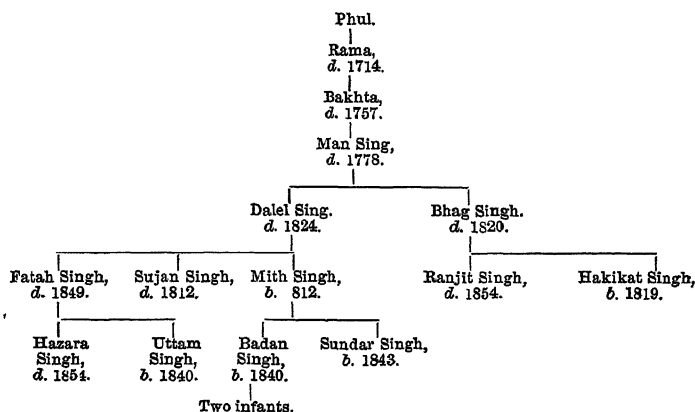 Phul.
Rama,
d. 1714.
Bakhta,
d. 1757.
Man Sing,
d. 1778.
Dalel Sing.
d. 1824.
Bhag Singh.
d. 1820.
Fatah Singh,
d. 1849.
Sujan Singh,
d. 1812.
Mith Singh,
b. 812.
Ranjit Singh,
d. 1854.
Hakikat Singh,
b. 1819.
Hazara
Singh,
d. 1854.
Uttam
Singh,
b. 1840.
Badan
Singh,
b. 1840.
Sundar Singh,
b. 1843.
Two infants.